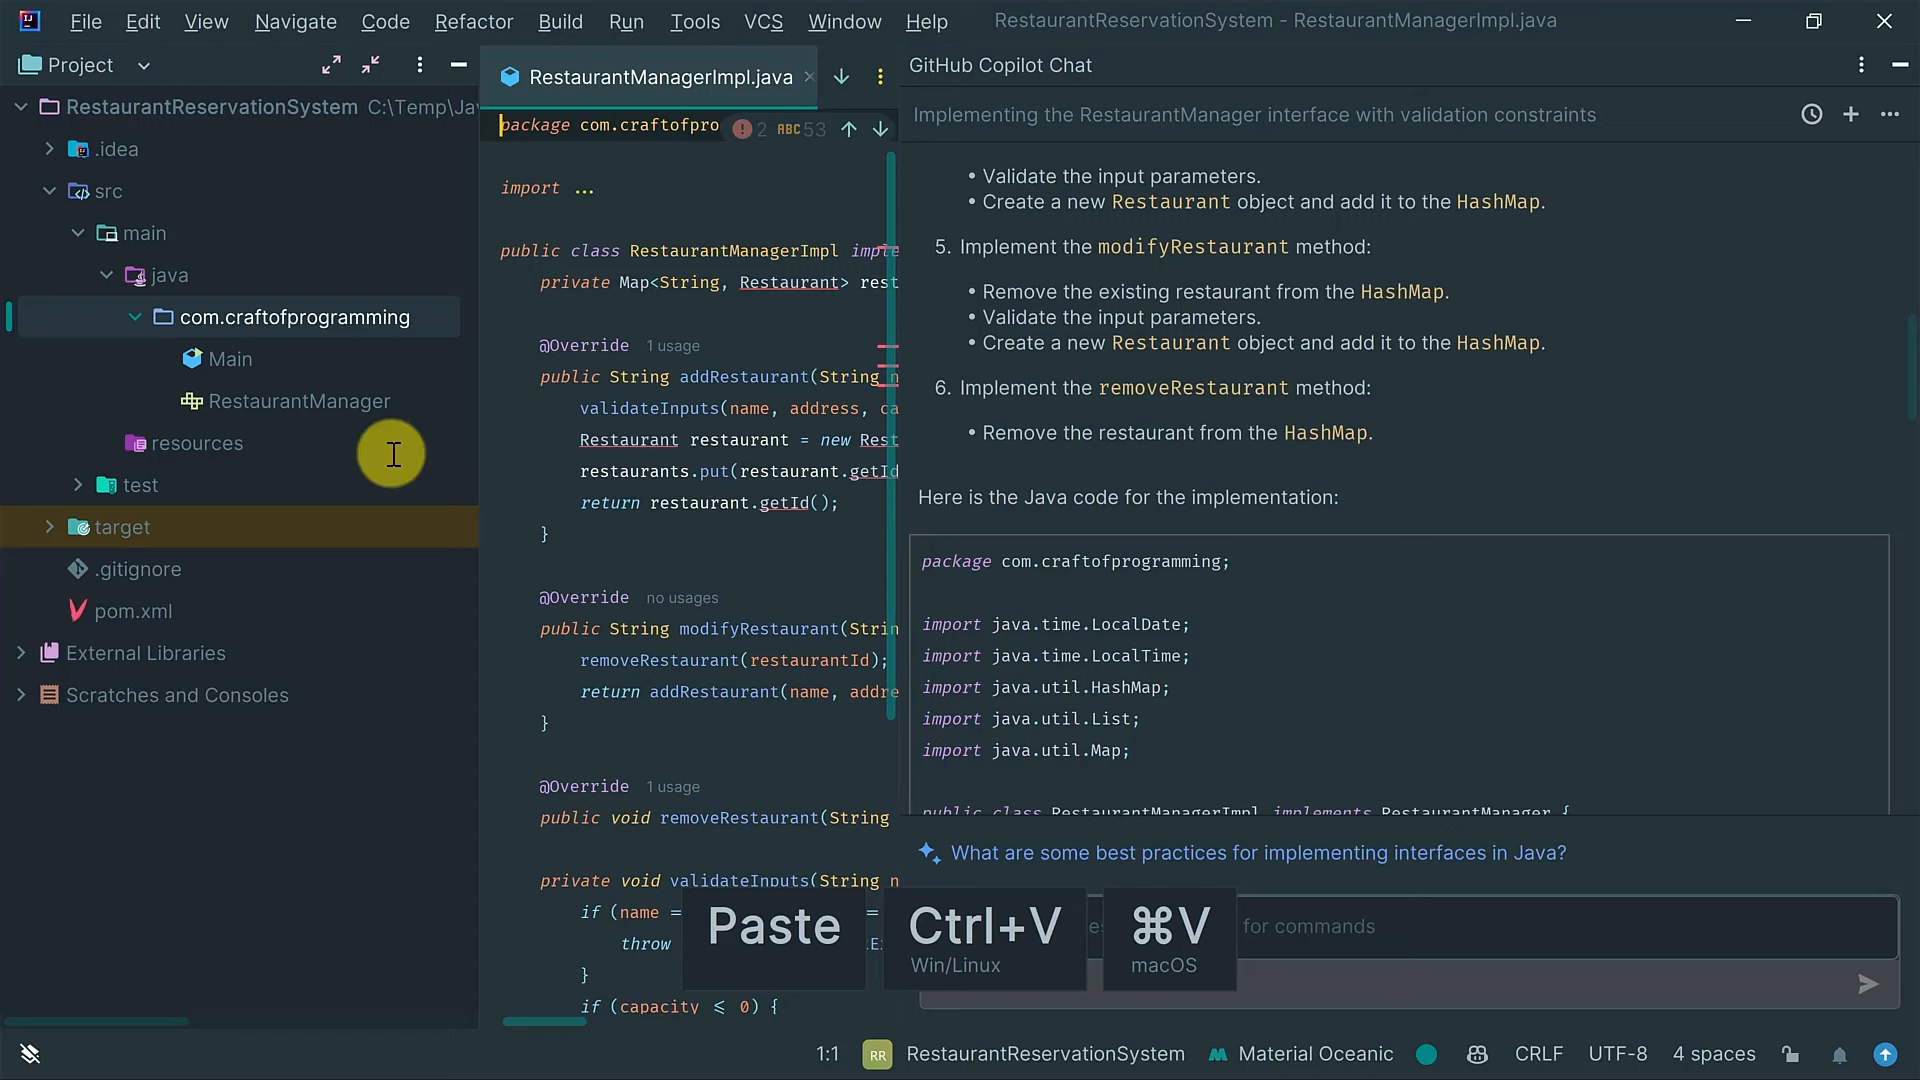 File Edit View Navigate Code Refactor Build Run Tools VCS Window Help RestaurantReservationSystem - RestaurantManagerImpl.java
Project
RestaurantReservationSystem C:\Temp\Ja
.idea
src
main
java
com.craftofprogramming
Main
RestaurantManager
resources
test
target
.gitignore
pom.xml
External Libraries
Scratches and Consoles
RestaurantManagerImpl.java
package com.craftofpro 2 ABC 53
import ...
public class RestaurantManagerImpl imple
private Map<String, Restaurant> rest
@Override 1 usage
public String addRestaurant(String n
validateInputs(name, address, ca
Restaurant restaurant = new Rest
restaurants.put(restaurant.getId
return restaurant.getId();
}
@Override no usages
public String modifyRestaurant(Strin
removeRestaurant(restaurantId);
return addRestaurant(name, addre
}
@Override 1 usage
public void removeRestaurant(String
private void validateInputs(String n
if (name = =
throw
}
if (capacity ≤ 0) {
GitHub Copilot Chat
Implementing the RestaurantManager interface with validation constraints
• Validate the input parameters.
• Create a new Restaurant object and add it to the HashMap.
5. Implement the modifyRestaurant method:
• Remove the existing restaurant from the HashMap.
• Validate the input parameters.
• Create a new Restaurant object and add it to the HashMap.
6. Implement the removeRestaurant method:
• Remove the restaurant from the HashMap.
Here is the Java code for the implementation:
package com.craftofprogramming;
import java.time.LocalDate;
import java.time.LocalTime;
import java.util.HashMap;
import java.util.List;
import java.util.Map;
public class RestaurantManagerImpl implements RestaurantManager {
What are some best practices for implementing interfaces in Java?
for commands
Paste Ctrl+V ⌘V
Win/Linux macOS
1:1 RR RestaurantReservationSystem Material Oceanic CRLF UTF-8 4 spaces